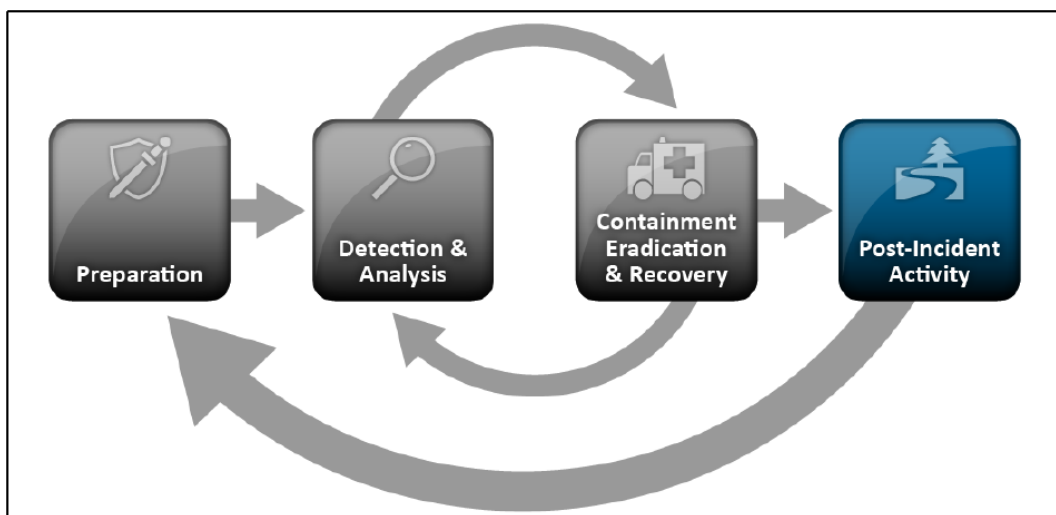 Preparation
Detection &
Analysis
Containment
Eradication
& Recovery
Post-Incident
Activity